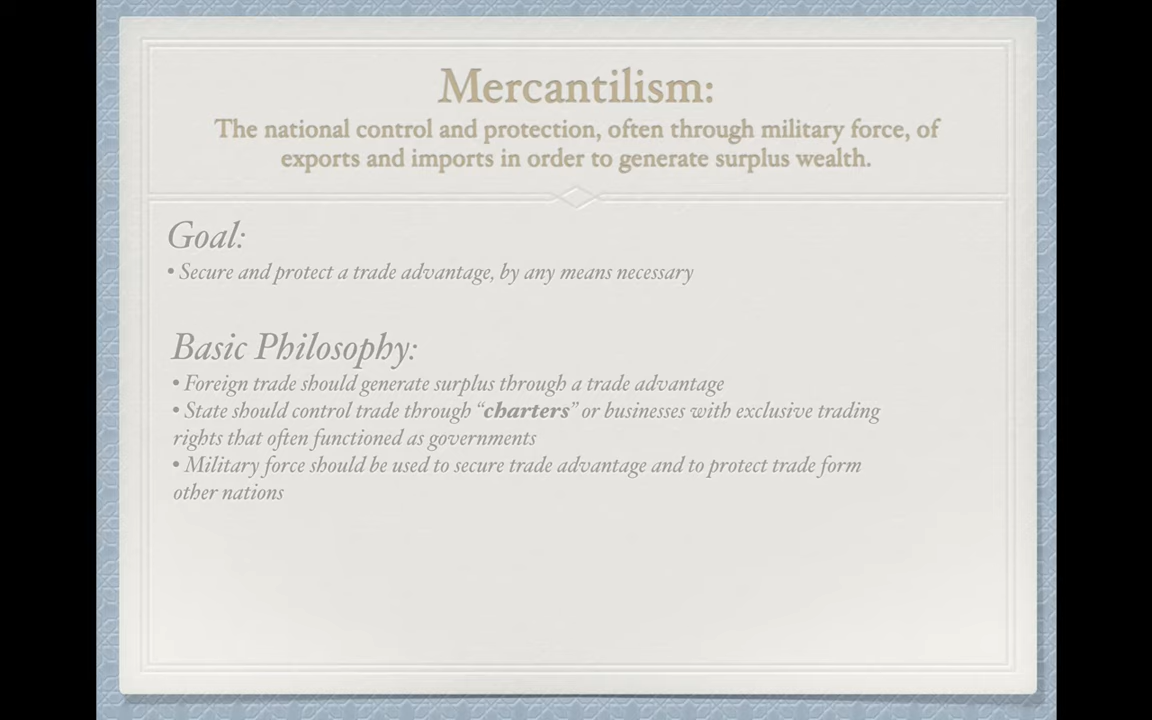 Mercantilism:
The national control and protection, often through military force, of
exports and imports in order to generate surplus wealth.
Goal:
• Secure and protect a trade advantage, by any means necessary
Basic Philosophy:
• Foreign trade should generate surplus through a trade advantage
• State should control trade through “charters” or businesses with exclusive trading
rights that often functioned as governments
• Military force should be used to secure trade advantage and to protect trade form
other nations